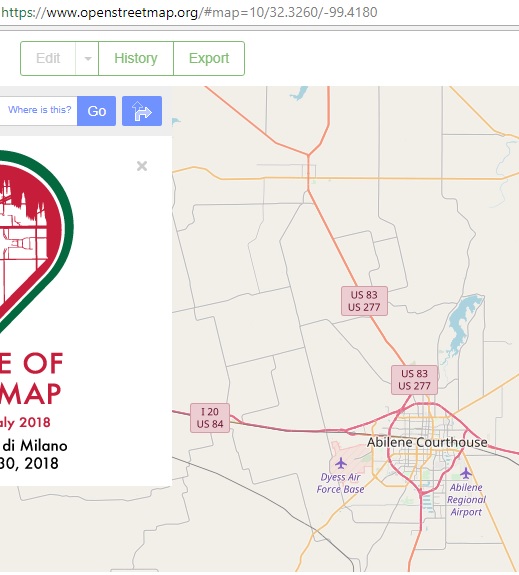 https://www.openstreetmap.org/#map=10/32.3260/-99.4180
Edit
History
Export
Where is this?
Go
E OF
MAP
aly 2018
di Milano
30, 2018
US 83
US 277
US 83
US 277
I 20
US 84
Abilene Courthouse
Dyess Air
Force Base
Abilene
Regional
Airport